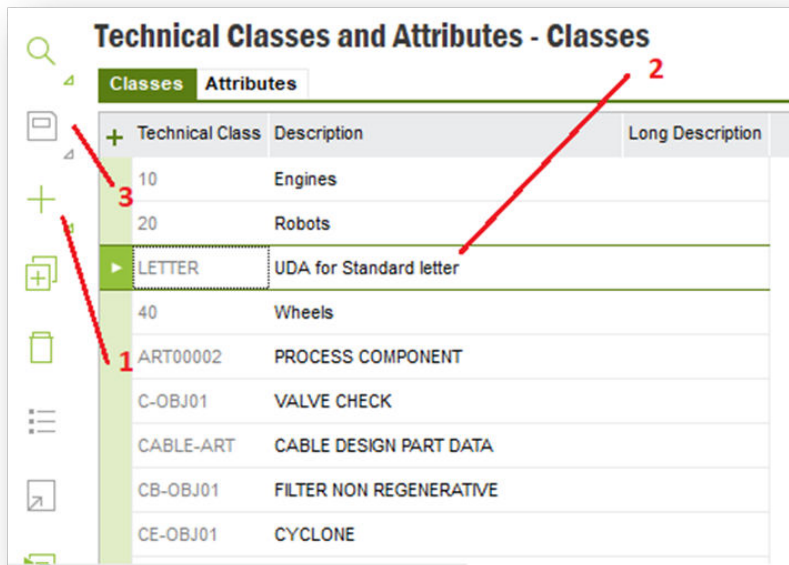 Technical Classes and Attributes - Classes
2
Classes Attributes
+ Technical Class Description Long Description
10 Engines
3
20 Robots
LETTER UDA for Standard letter
40 Wheels
1
ART00002 PROCESS COMPONENT
C-OBJ01 VALVE CHECK
CABLE-ART CABLE DESIGN PART DATA
CB-OBJ01 FILTER NON REGENERATIVE
CE-OBJ01 CYCLONE